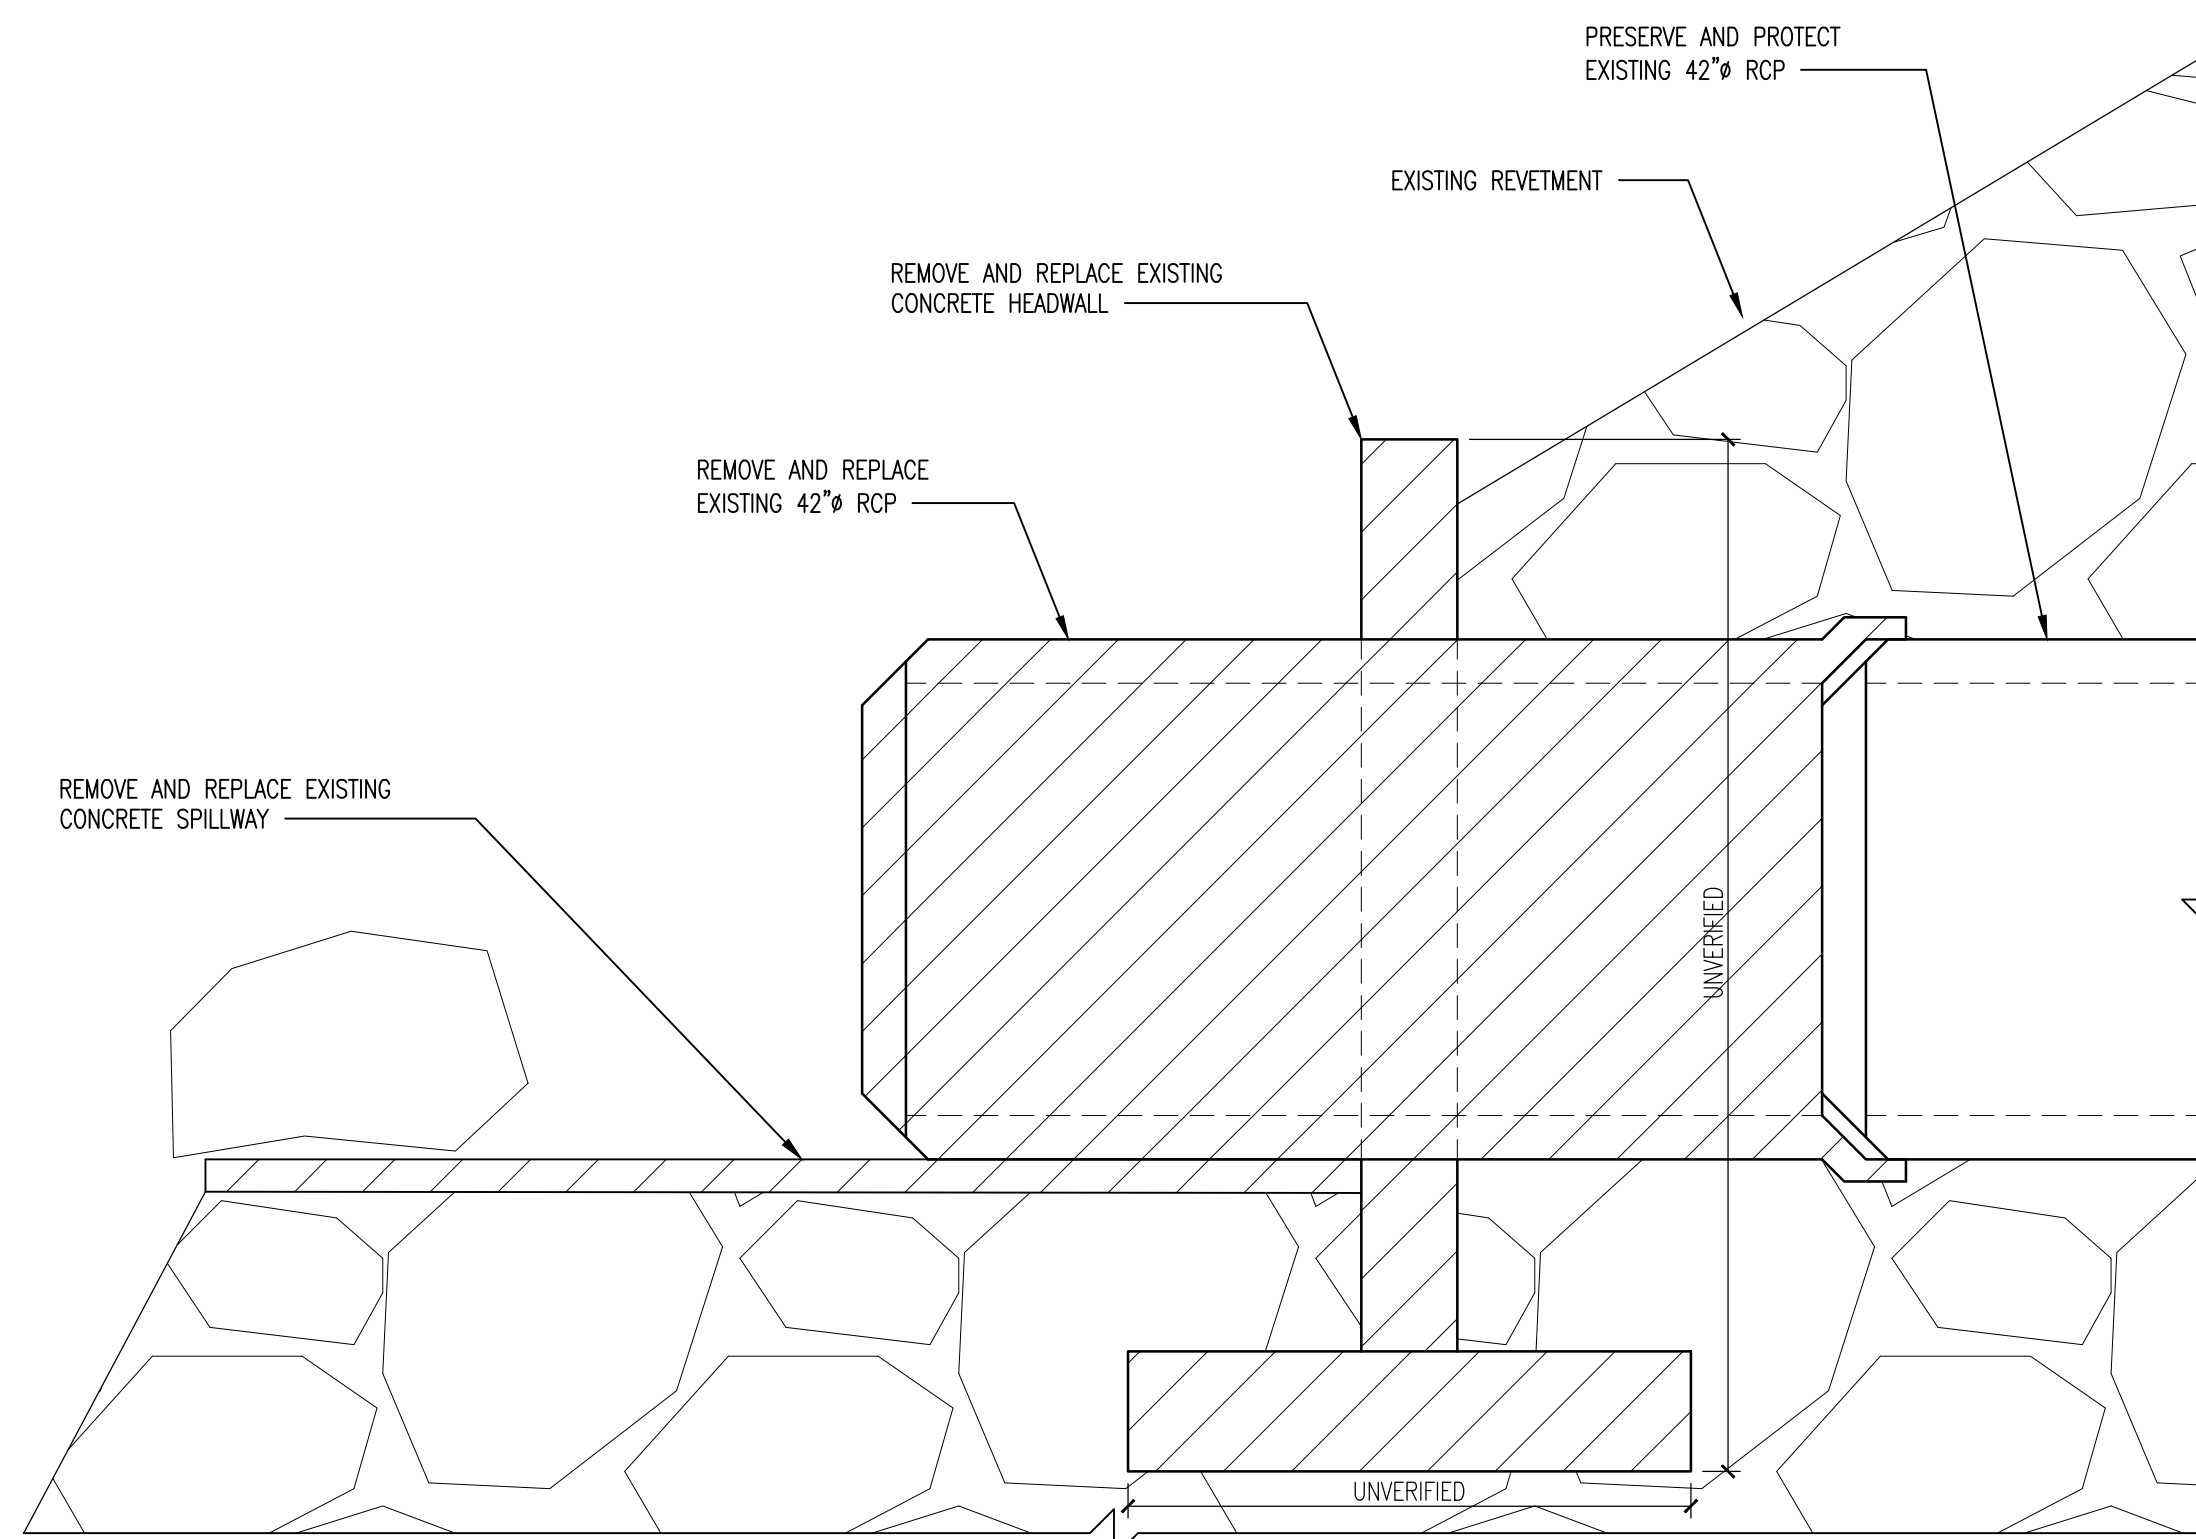 PRESERVE AND PROTECT
EXISTING 42"ø RCP
EXISTING REVETMENT
REMOVE AND REPLACE EXISTING
CONCRETE HEADWALL
REMOVE AND REPLACE
EXISTING 42"ø RCP
REMOVE AND REPLACE EXISTING
CONCRETE SPILLWAY
UNVERIFIED
UNVERIFIED